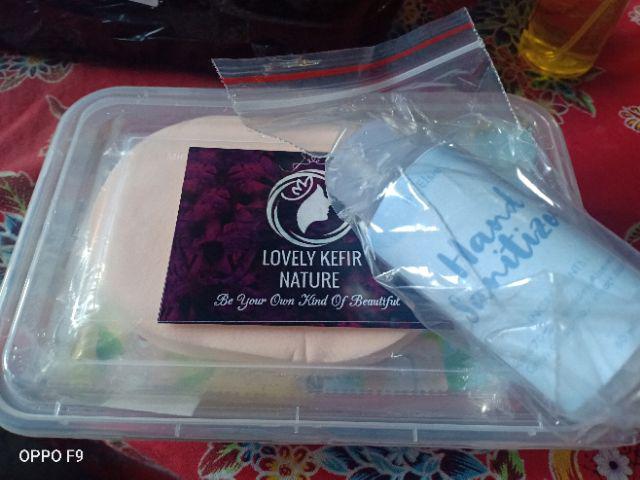 LOVELY KEFIR
NATURE
Be Your Own Kind Of Beautiful
Hand
Sanitize
OPPO F9